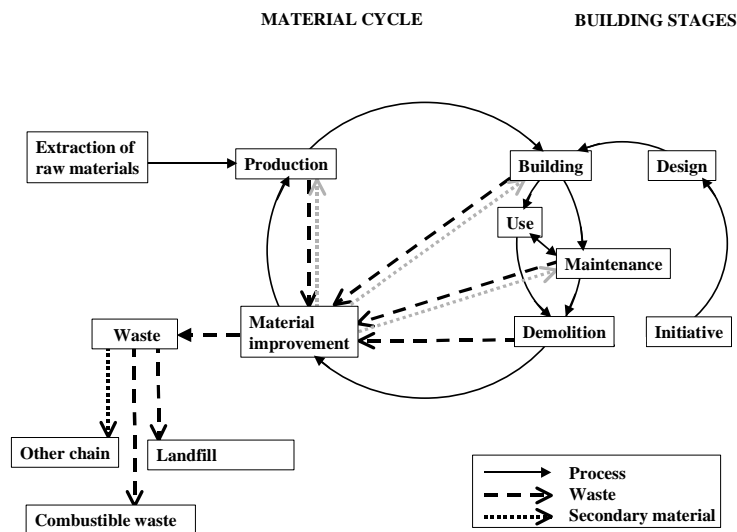 MATERIAL CYCLE
BUILDING STAGES
Extraction of
raw materials
Production
Building
Design
Use
Maintenance
Material
improvement
Demolition
Initiative
Waste
Other chain
Landfill
Combustible waste
Process
Waste
Secondary material